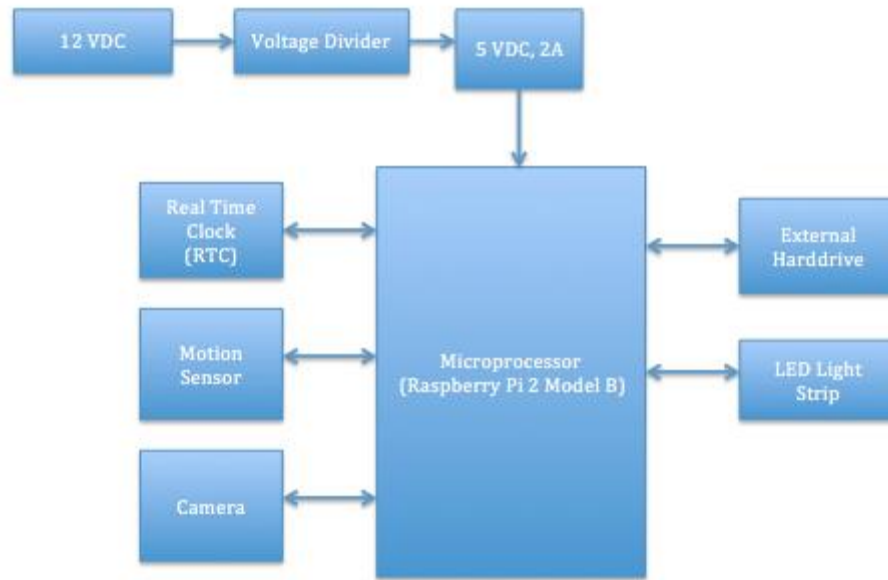 12 VDC
Voltage Divider
5 VDC, 2A
Real Time
Clock
(RTC)
Motion
Sensor
Camera
Microprocessor
(Raspberry Pi 2 Model B)
External
Harddrive
LED Light
Strip